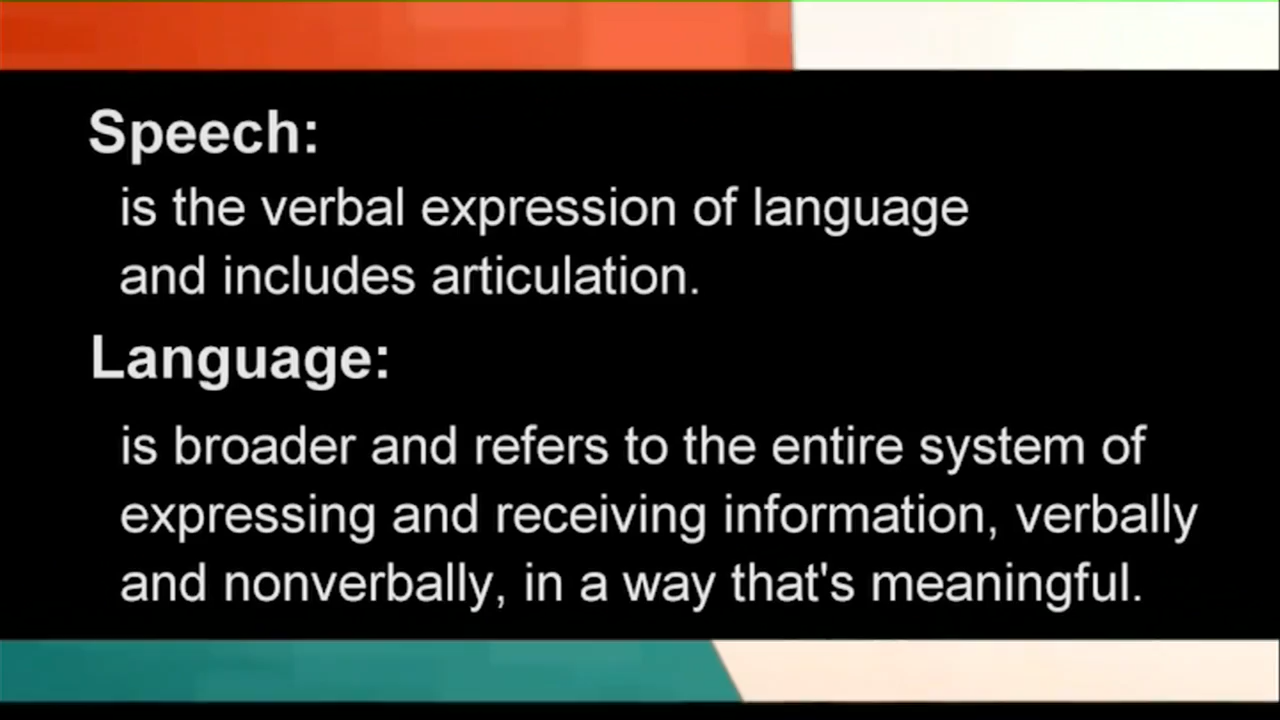 Speech:
is the verbal expression of language
and includes articulation.
Language:
is broader and refers to the entire system of
expressing and receiving information, verbally
and nonverbally, in a way that's meaningful.